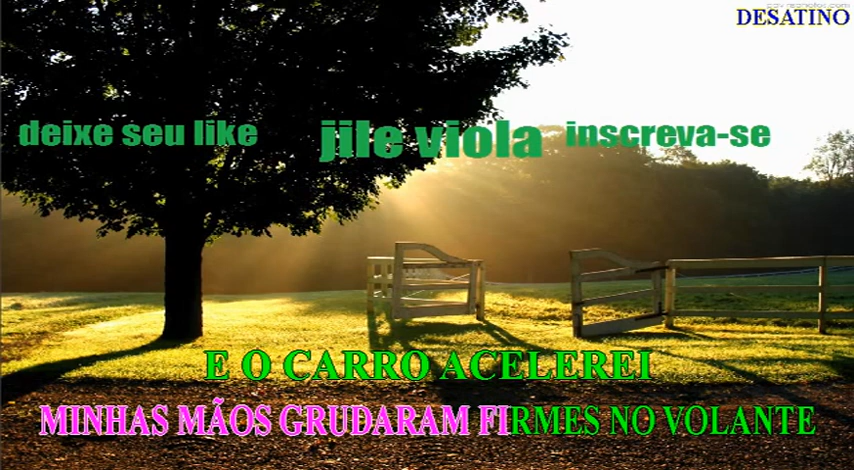 DESATINO
deixe seu like jile viola inscreva-se
E O CARRO ACELEREI
MINHAS MÃOS GRUDARAM FIRMES NO VOLANTE